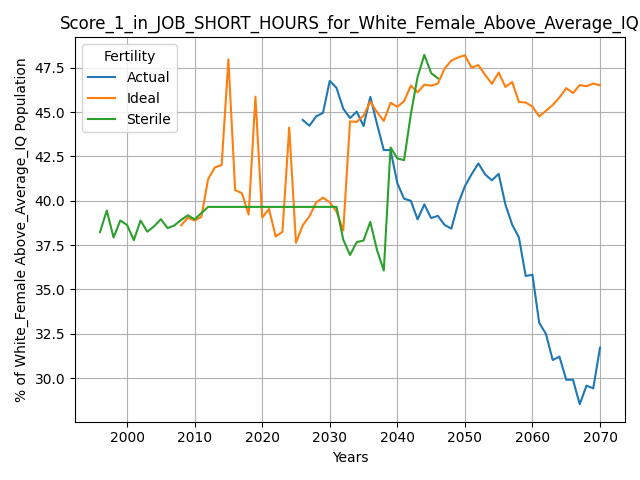 Score_1_in_JOB_SHORT_HOURS_for_White_Female_Above_Average_IQ
Fertility
Actual
Ideal
Sterile
% of White_Female Above_Average_IQ Population
47.5
45.0
42.5
40.0
37.5
35.0
32.5
30.0
2000 2010 2020 2030 2040 2050 2060 2070
Years